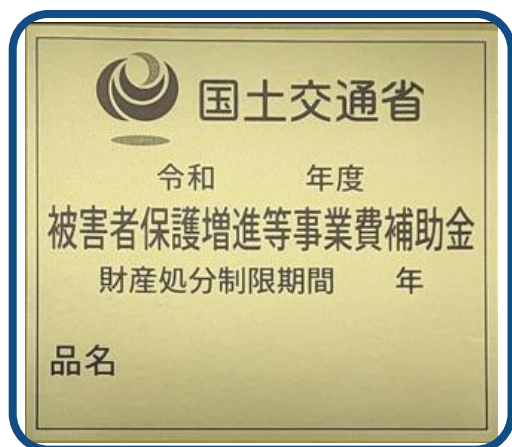 国土交通省
令和　　年度
被害者保護増進等事業費補助金
財産処分制限期間　　年
品名